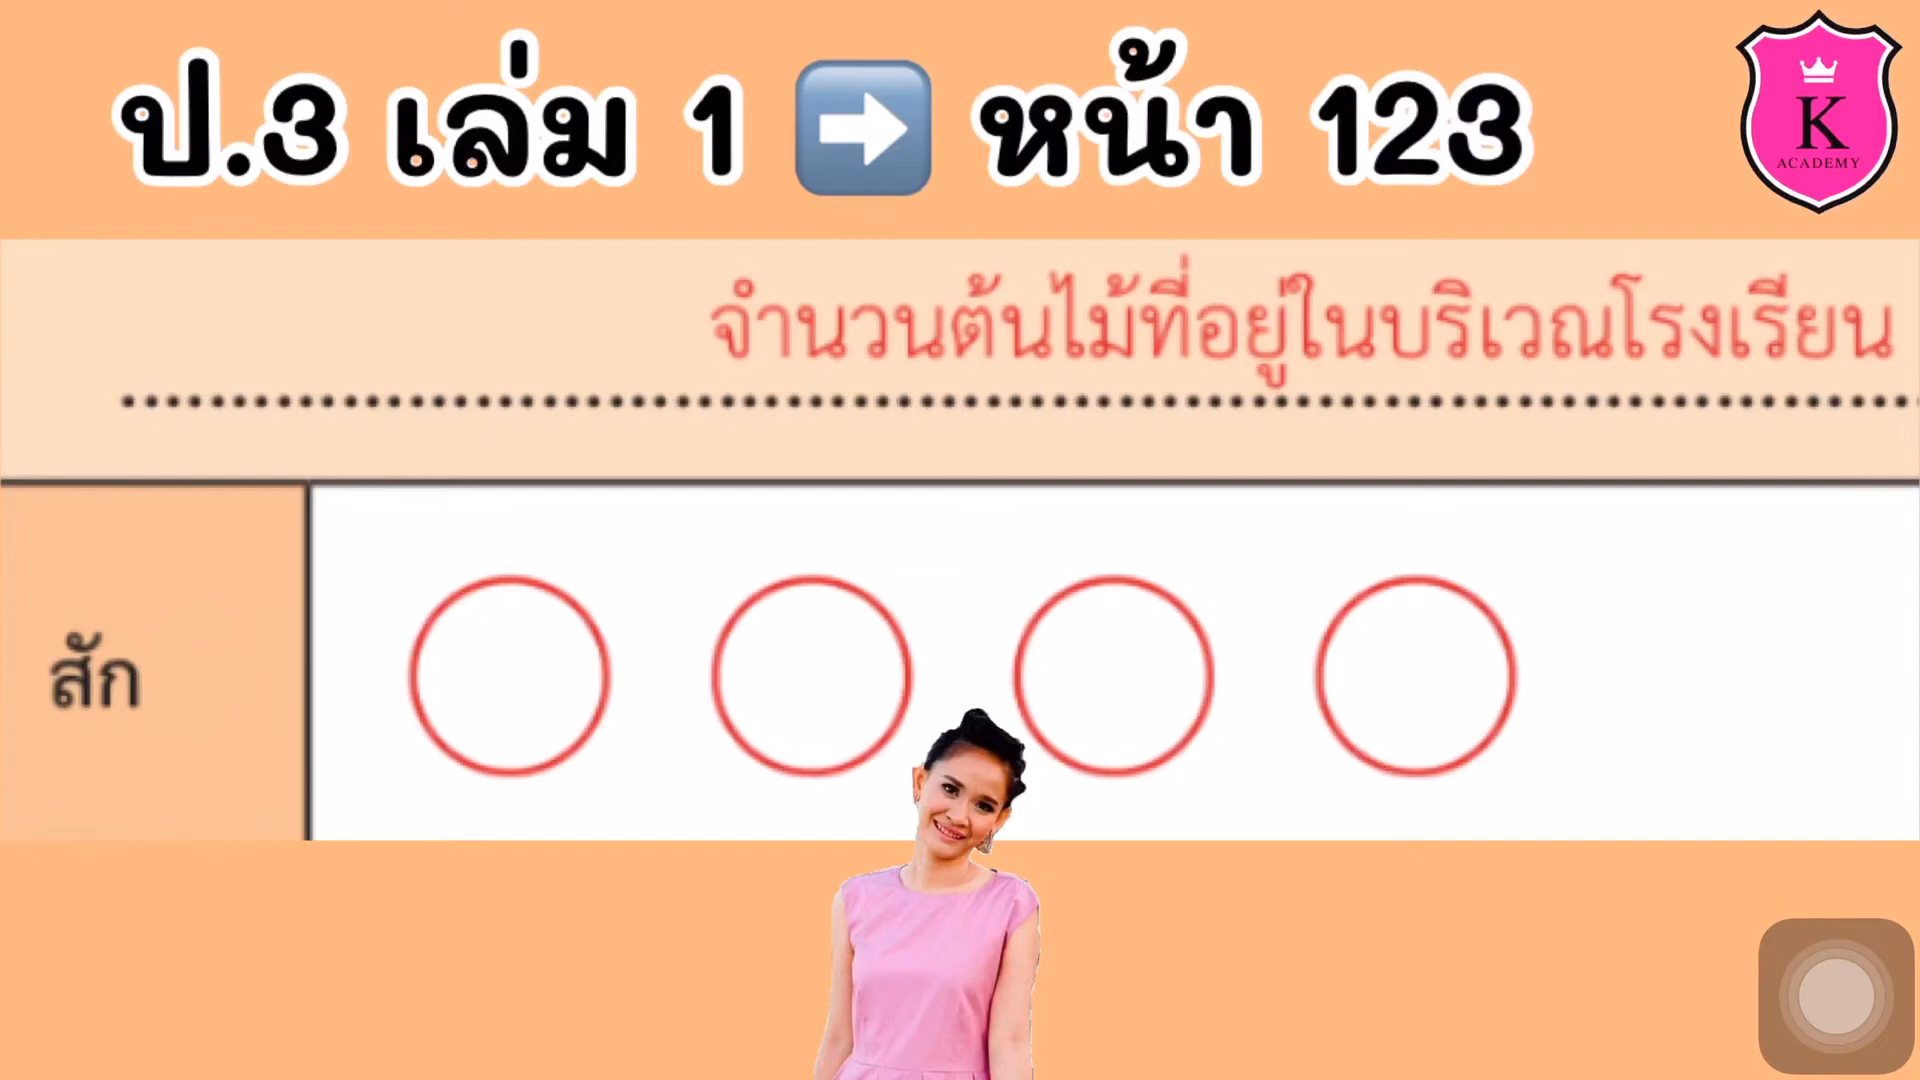 ป.3 เล่ม 1 ➡ หน้า 123
K
ACADEMY
จำนวนต้นไม้ที่อยู่ในบริเวณโรงเรียน
สัก